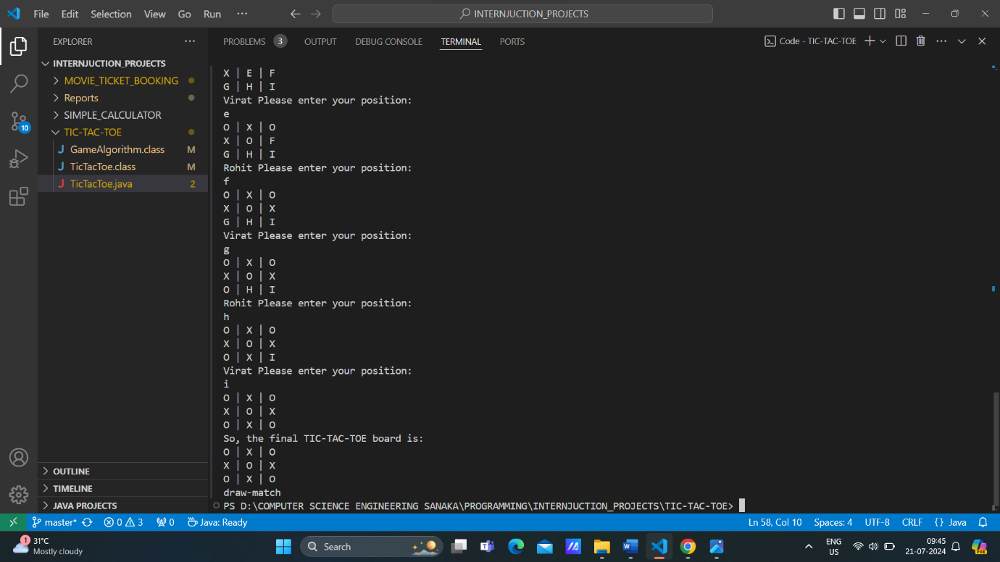 File Edit Selection View Go Run ··· INTERNJUCTION_PROJECTS
EXPLORER ···
INTERNJUCTION_PROJECTS
MOVIE_TICKET_BOOKING
Reports
SIMPLE_CALCULATOR
TIC-TAC-TOE
J GameAlgorithm.class M
J TicTacToe.class M
J TicTacToe.java 2
OUTLINE
TIMELINE
JAVA PROJECTS
10
PROBLEMS 3 OUTPUT DEBUG CONSOLE TERMINAL PORTS Code - TIC-TAC-TOE
X | E | F
G | H | I
Virat Please enter your position:
e
O | X | O
X | O | F
G | H | I
Rohit Please enter your position:
f
O | X | O
X | O | X
G | H | I
Virat Please enter your position:
g
O | X | O
X | O | X
O | H | I
Rohit Please enter your position:
h
O | X | O
X | O | X
O | X | I
Virat Please enter your position:
i
O | X | O
X | O | X
O | X | O
So, the final TIC-TAC-TOE board is:
O | X | O
X | O | X
O | X | O
draw-match
PS D:\COMPUTER SCIENCE ENGINEERING SANAKA\PROGRAMMING\INTERNJUCTION_PROJECTS\TIC-TAC-TOE>
master* 0 3 0 Java: Ready Ln 58, Col 10 Spaces: 4 UTF-8 CRLF {} Java
1
31°C
Mostly cloudy
Search
PRE
ENG
US
09:45
21-07-2024